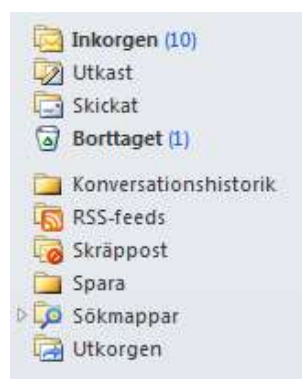 Inkorgen (10)
Utkast
Skickat
Borttaget (1)
Konversationshistorik
RSS-feeds
Skräppost
Spara
Sökmappar
Utkorgen